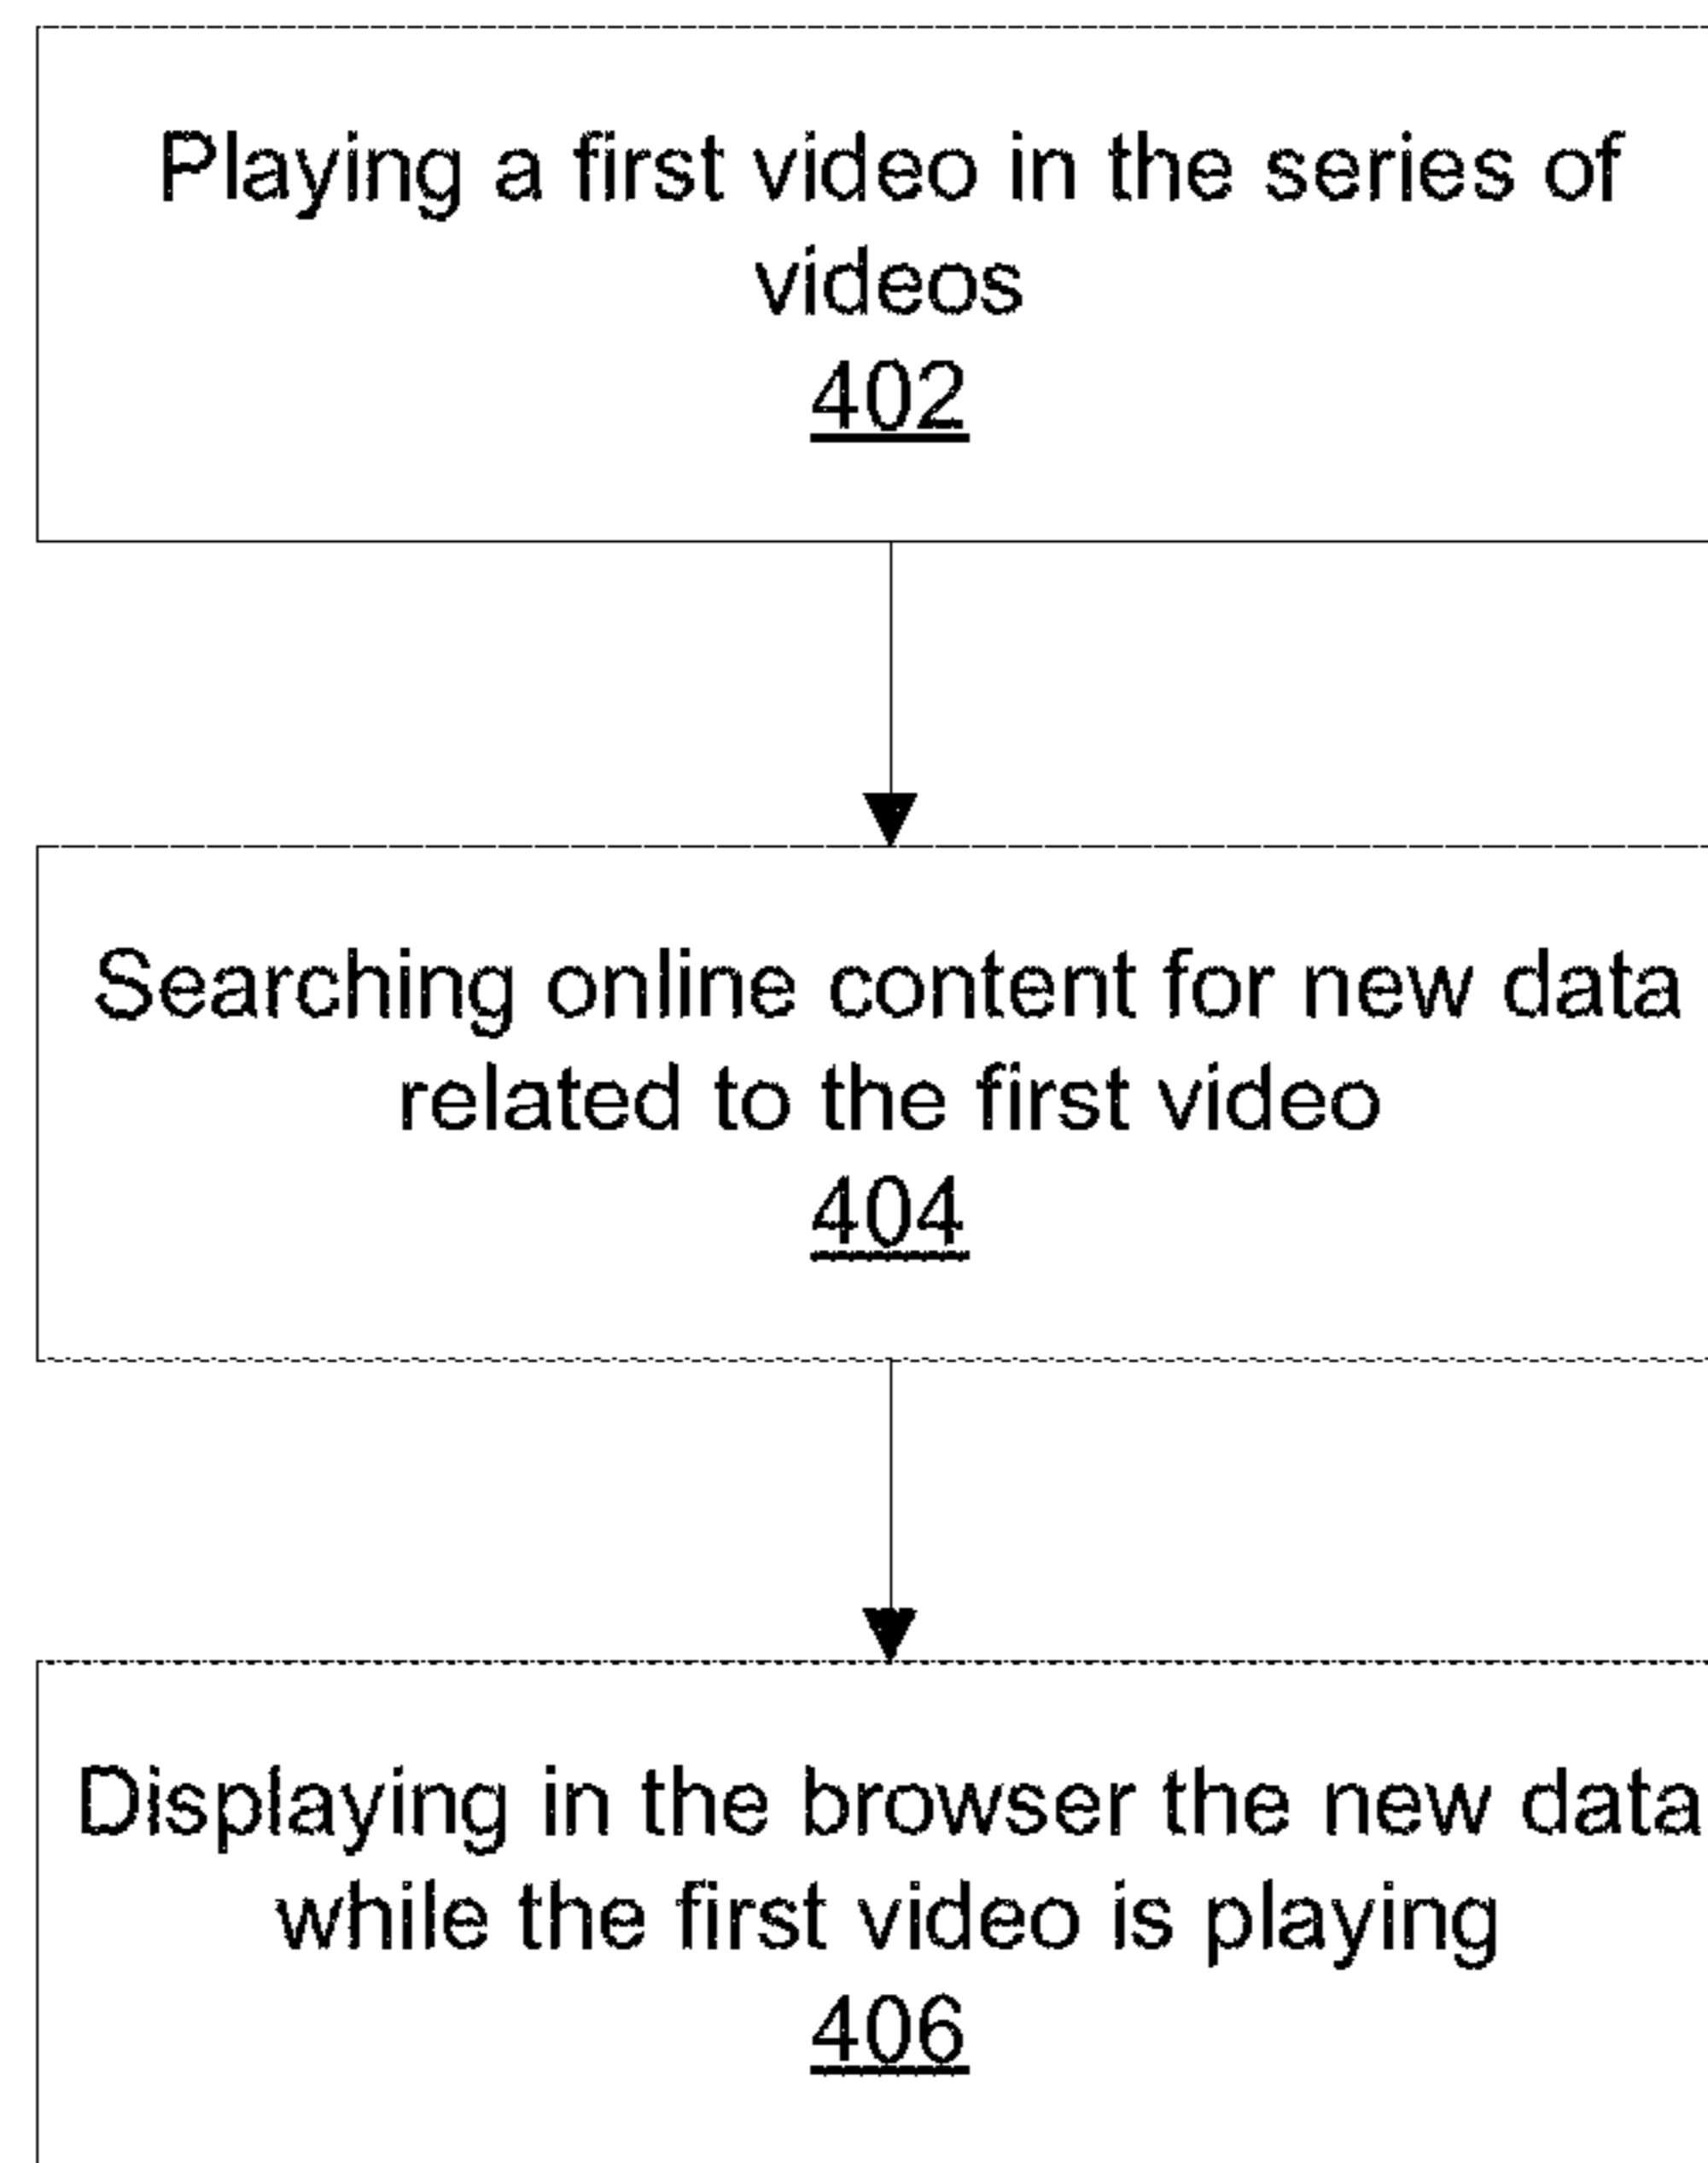 Playing a first video in the series of
videos
402
Searching online content for new data
related to the first video
404
Displaying in the browser the new data
while the first video is playing
406